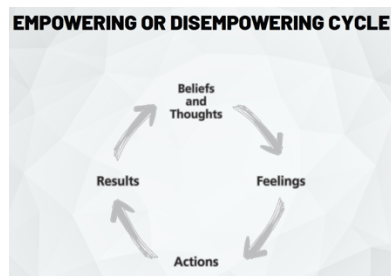 EMPOWERING OR DISEMPOWERING CYCLE
Beliefs
and
Thoughts
Results
Feelings
Actions